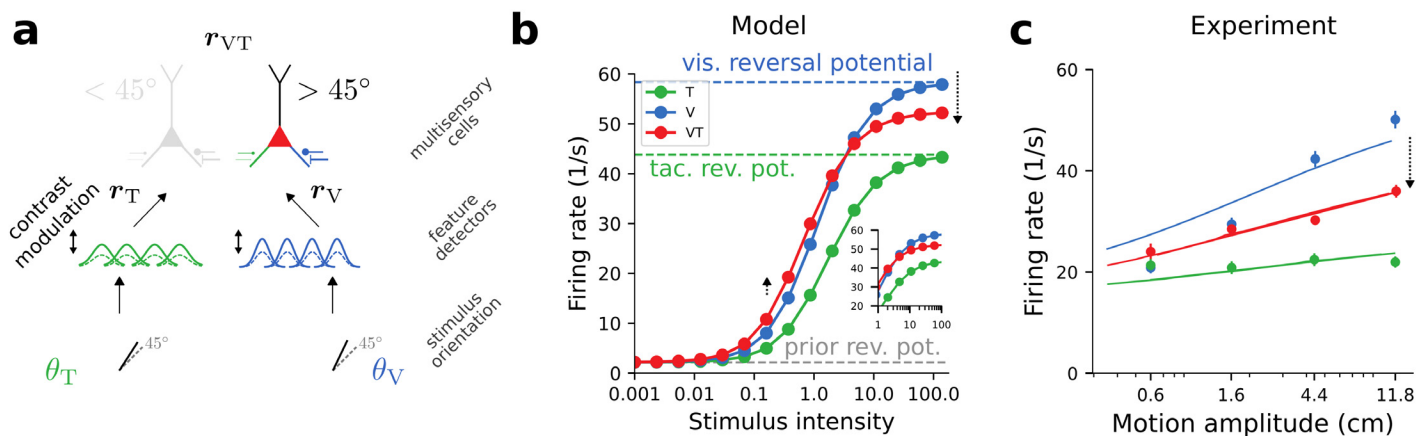 a
r_VT
< 45°
> 45°
multisensory
cells
contrast
modulation
r_T
r_V
feature
detectors
45°
45°
stimulus
orientation
θ_T
θ_V
b
Model
vis. reversal potential
T
V
VT
tac. rev. pot.
prior rev. pot.
Firing rate (1/s)
60
50
40
30
20
10
0
0.001
0.01
0.1
1.0
10.0
100.0
Stimulus intensity
60
50
40
30
20
1
10
100
c
Experiment
Firing rate (1/s)
60
40
20
0
0.6
1.6
4.4
11.8
Motion amplitude (cm)